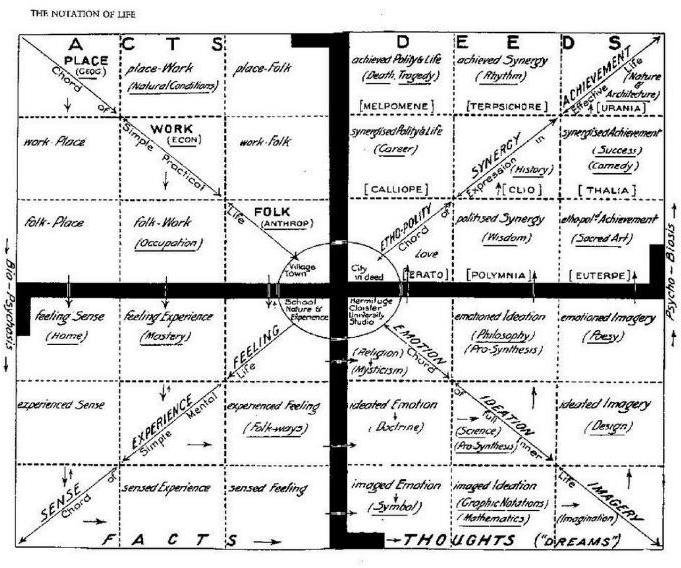 THE NOTATION OF LIFE
A C T S
D E E D S
PLACE
(GEOG)
Chord
of
place-Work
(Natural Conditions)
place-Folk
achieved Polity & Life
(Death, Tragedy)
[MELPOMENE]
achieved Synergy
(Rhythm)
[TERPSICHORE]
ACHIEVEMENT
Effective Life
(Nature &
Architecture)
[URANIA]
work-Place
WORK
(ECON)
Simple Practical
work-Folk
synergised Polity & Life
(Career)
[CALLIOPE]
SYNERGY
Expression in
(History)
[CLIO]
synergised Achievement
(Success)
(Comedy)
[THALIA]
folk-Place
folk-Work
(Occupation)
Life
FOLK
(ANTHROP)
ETHO-POLITY
Chord of
Love
[ERATO]
politised Synergy
(Wisdom)
[POLYMNIA]
ethopol.d Achievement
(Sacred Art)
[EUTERPE]
Village
Town
City
in deed
Bio-Psychosis
Psycho-Biosis
School
Nature &
Experience
Hermitage
Cloister
University
Studio
feeling Sense
(Home)
feeling Experience
(Mastery)
FEELING
Life
EMOTION
Chord
(Religion)
(Mysticism)
emotioned Ideation
(Philosophy)
(Pro-Synthesis)
emotioned Imagery
(Poesy)
experienced Sense
EXPERIENCE
Simple Mental
experienced Feeling
(Folk-ways)
ideated Emotion
(Doctrine)
of
IDEATION
full Inner
(Science)
(Pro-Synthesis)
ideated Imagery
(Design)
SENSE
Chord of
sensed Experience
sensed Feeling
imaged Emotion
(Symbol)
imaged Ideation
(Graphic Notations)
(Mathematics)
Life
IMAGERY
(Imagination)
F A C T S
THOUGHTS ("DREAMS")